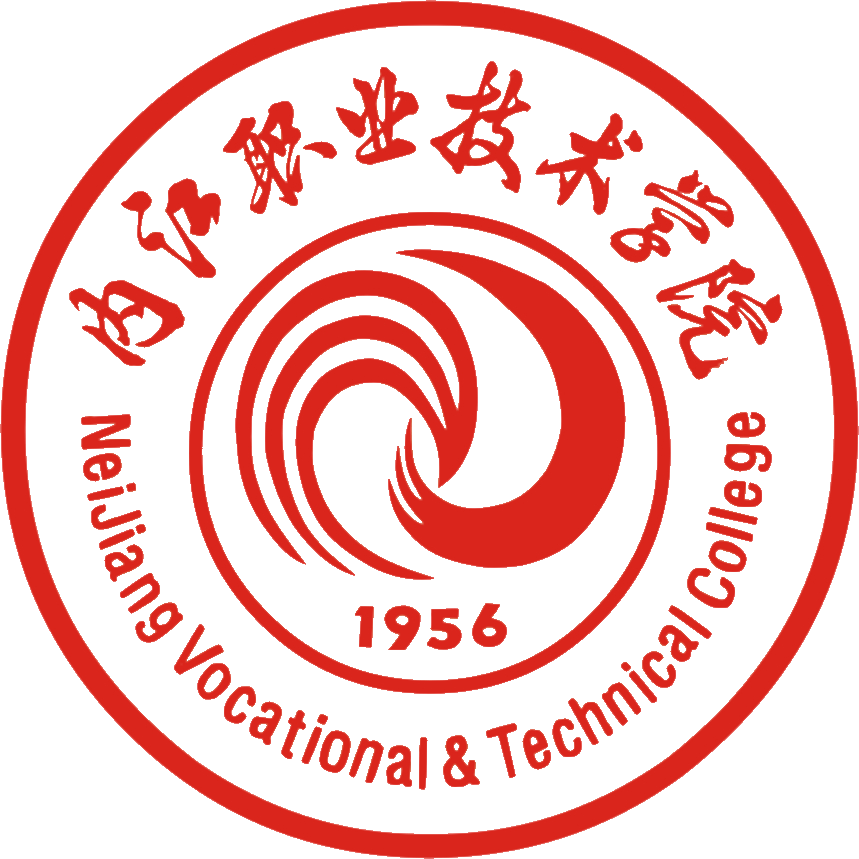 内江职业技术学院
1956
NeiJiang Vocational & Technical College